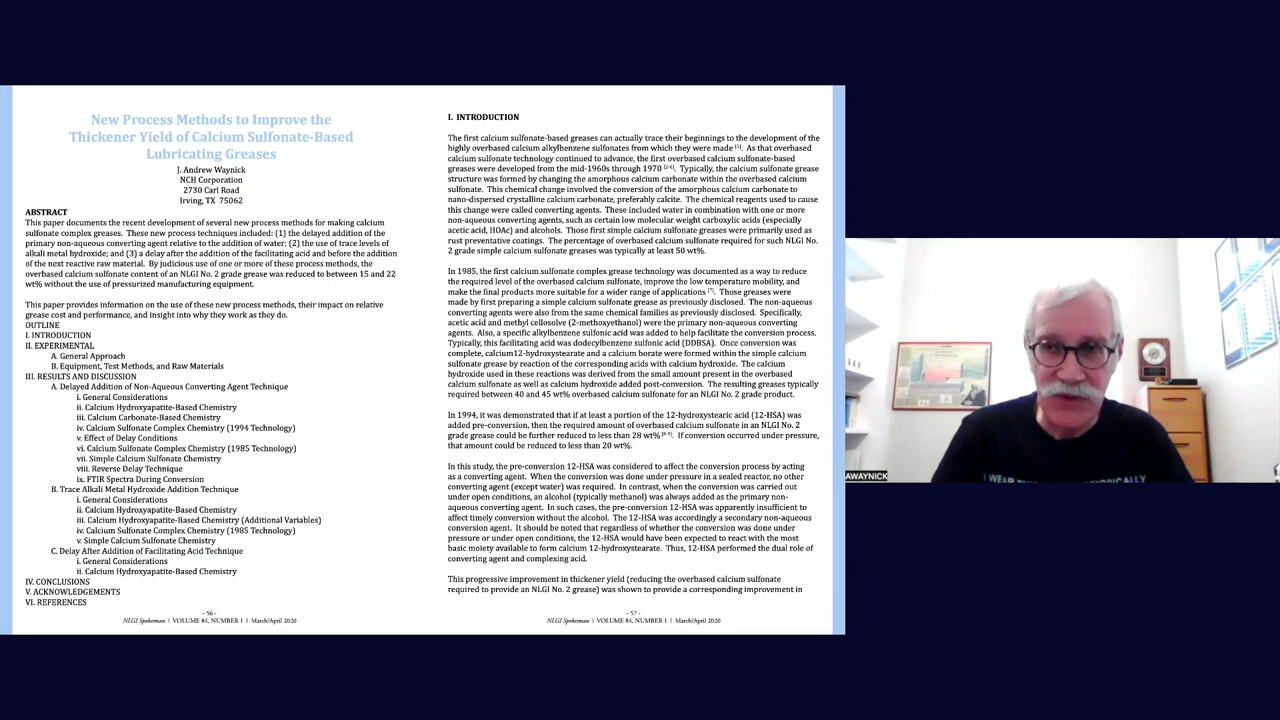 New Process Methods to Improve the
Thickener Yield of Calcium Sulfonate-Based
Lubricating Greases
J. Andrew Waynick
NCH Corporation
2730 Carl Road
Irving, TX  75062
ABSTRACT
This paper documents the recent development of several new process methods for making calcium
sulfonate complex greases.  These new process techniques included: (1) the delayed addition of the
primary non-aqueous converting agent relative to the addition of water; (2) the use of trace levels of
alkali metal hydroxide; and (3) a delay after the addition of the facilitating acid and before the addition
of the next reactive raw material.  By judicious use of one or more of these process methods, the
overbased calcium sulfonate content of an NLGI No. 2 grade grease was reduced to between 15 and 22
wt% without the use of pressurized manufacturing equipment.
This paper provides information on the use of these new process methods, their impact on relative
grease cost and performance, and insight into why they work as they do.
OUTLINE
I. INTRODUCTION
II. EXPERIMENTAL
A. General Approach
B. Equipment, Test Methods, and Raw Materials
III. RESULTS AND DISCUSSION
A. Delayed Addition of Non-Aqueous Converting Agent Technique
i. General Considerations
ii. Calcium Hydroxyapatite-Based Chemistry
iii. Calcium Carbonate-Based Chemistry
iv. Calcium Sulfonate Complex Chemistry (1994 Technology)
v. Effect of Delay Conditions
vi. Calcium Sulfonate Complex Chemistry (1985 Technology)
vii. Simple Calcium Sulfonate Chemistry
viii. Reverse Delay Technique
ix. FTIR Spectra During Conversion
B. Trace Alkali Metal Hydroxide Addition Technique
i. General Considerations
ii. Calcium Hydroxyapatite-Based Chemistry
iii. Calcium Hydroxyapatite-Based Chemistry (Additional Variables)
iv. Calcium Sulfonate Complex Chemistry (1985 Technology)
v. Simple Calcium Sulfonate Chemistry
C. Delay After Addition of Facilitating Acid Technique
i. General Considerations
ii. Calcium Hydroxyapatite-Based Chemistry
IV. CONCLUSIONS
V. ACKNOWLEDGEMENTS
VI. REFERENCES
- 56 -
NLGI Spokesman | VOLUME 84, NUMBER 1 | March/April 2020
I.  INTRODUCTION
The first calcium sulfonate-based greases can actually trace their beginnings to the development of the
highly overbased calcium alkylbenzene sulfonates from which they were made [1].  As that overbased
calcium sulfonate technology continued to advance, the first overbased calcium sulfonate-based
greases were developed from the mid-1960s through 1970 [2-6].  Typically, the calcium sulfonate grease
structure was formed by changing the amorphous calcium carbonate within the overbased calcium
sulfonate.  This chemical change involved the conversion of the amorphous calcium carbonate to
nano-dispersed crystalline calcium carbonate, preferably calcite.  The chemical reagents used to cause
this change were called converting agents.  These included water in combination with one or more
non-aqueous converting agents, such as certain low molecular weight carboxylic acids (especially
acetic acid, HOAc) and alcohols.  Those first simple calcium sulfonate greases were primarily used as
rust preventative coatings.  The percentage of overbased calcium sulfonate required for such NLGI No.
2 grade simple calcium sulfonate greases was typically at least 50 wt%.
In 1985, the first calcium sulfonate complex grease technology was documented as a way to reduce
the required level of the overbased calcium sulfonate, improve the low temperature mobility, and
make the final products more suitable for a wider range of applications [7].  Those greases were
made by first preparing a simple calcium sulfonate grease as previously disclosed.  The non-aqueous
converting agents were also from the same chemical families as previously disclosed.  Specifically,
acetic acid and methyl cellosolve (2-methoxyethanol) were the primary non-aqueous converting
agents.  Also, a specific alkylbenzene sulfonic acid was added to help facilitate the conversion process.
Typically, this facilitating acid was dodecylbenzene sulfonic acid (DDBSA).  Once conversion was
complete, calcium12-hydroxystearate and a calcium borate were formed within the simple calcium
sulfonate grease by reaction of the corresponding acids with calcium hydroxide.  The calcium
hydroxide used in these reactions was derived from the small amount present in the overbased
calcium sulfonate as well as calcium hydroxide added post-conversion.  The resulting greases typically
required between 40 and 45 wt% overbased calcium sulfonate for an NLGI No. 2 grade product.
In 1994, it was demonstrated that if at least a portion of the 12-hydroxystearic acid (12-HSA) was
added pre-conversion, then the required amount of overbased calcium sulfonate in an NLGI No. 2
grade grease could be further reduced to less than 28 wt% [8-9].  If conversion occurred under pressure,
that amount could be reduced to less than 20 wt%.
In this study, the pre-conversion 12-HSA was considered to affect the conversion process by acting
as a converting agent.  When the conversion was done under pressure in a sealed reactor, no other
converting agent (except water) was required.  In contrast, when the conversion was carried out
under open conditions, an alcohol (typically methanol) was always added as the primary non-
aqueous converting agent.  In such cases, the pre-conversion 12-HSA was apparently insufficient to
affect timely conversion without the alcohol.  The 12-HSA was accordingly a secondary non-aqueous
conversion agent.  It should be noted that regardless of whether the conversion was done under
pressure or under open conditions, the 12-HSA would have been expected to react with the most
basic moiety available to form calcium 12-hydroxystearate.  Thus, 12-HSA performed the dual role of
converting agent and complexing acid.
This progressive improvement in thickener yield (reducing the overbased calcium sulfonate
required to provide an NLGI No. 2 grease) was shown to provide a corresponding improvement in
- 57 -
NLGI Spokesman | VOLUME 84, NUMBER 1 | March/April 2020
AWAYNICK
I WEAR